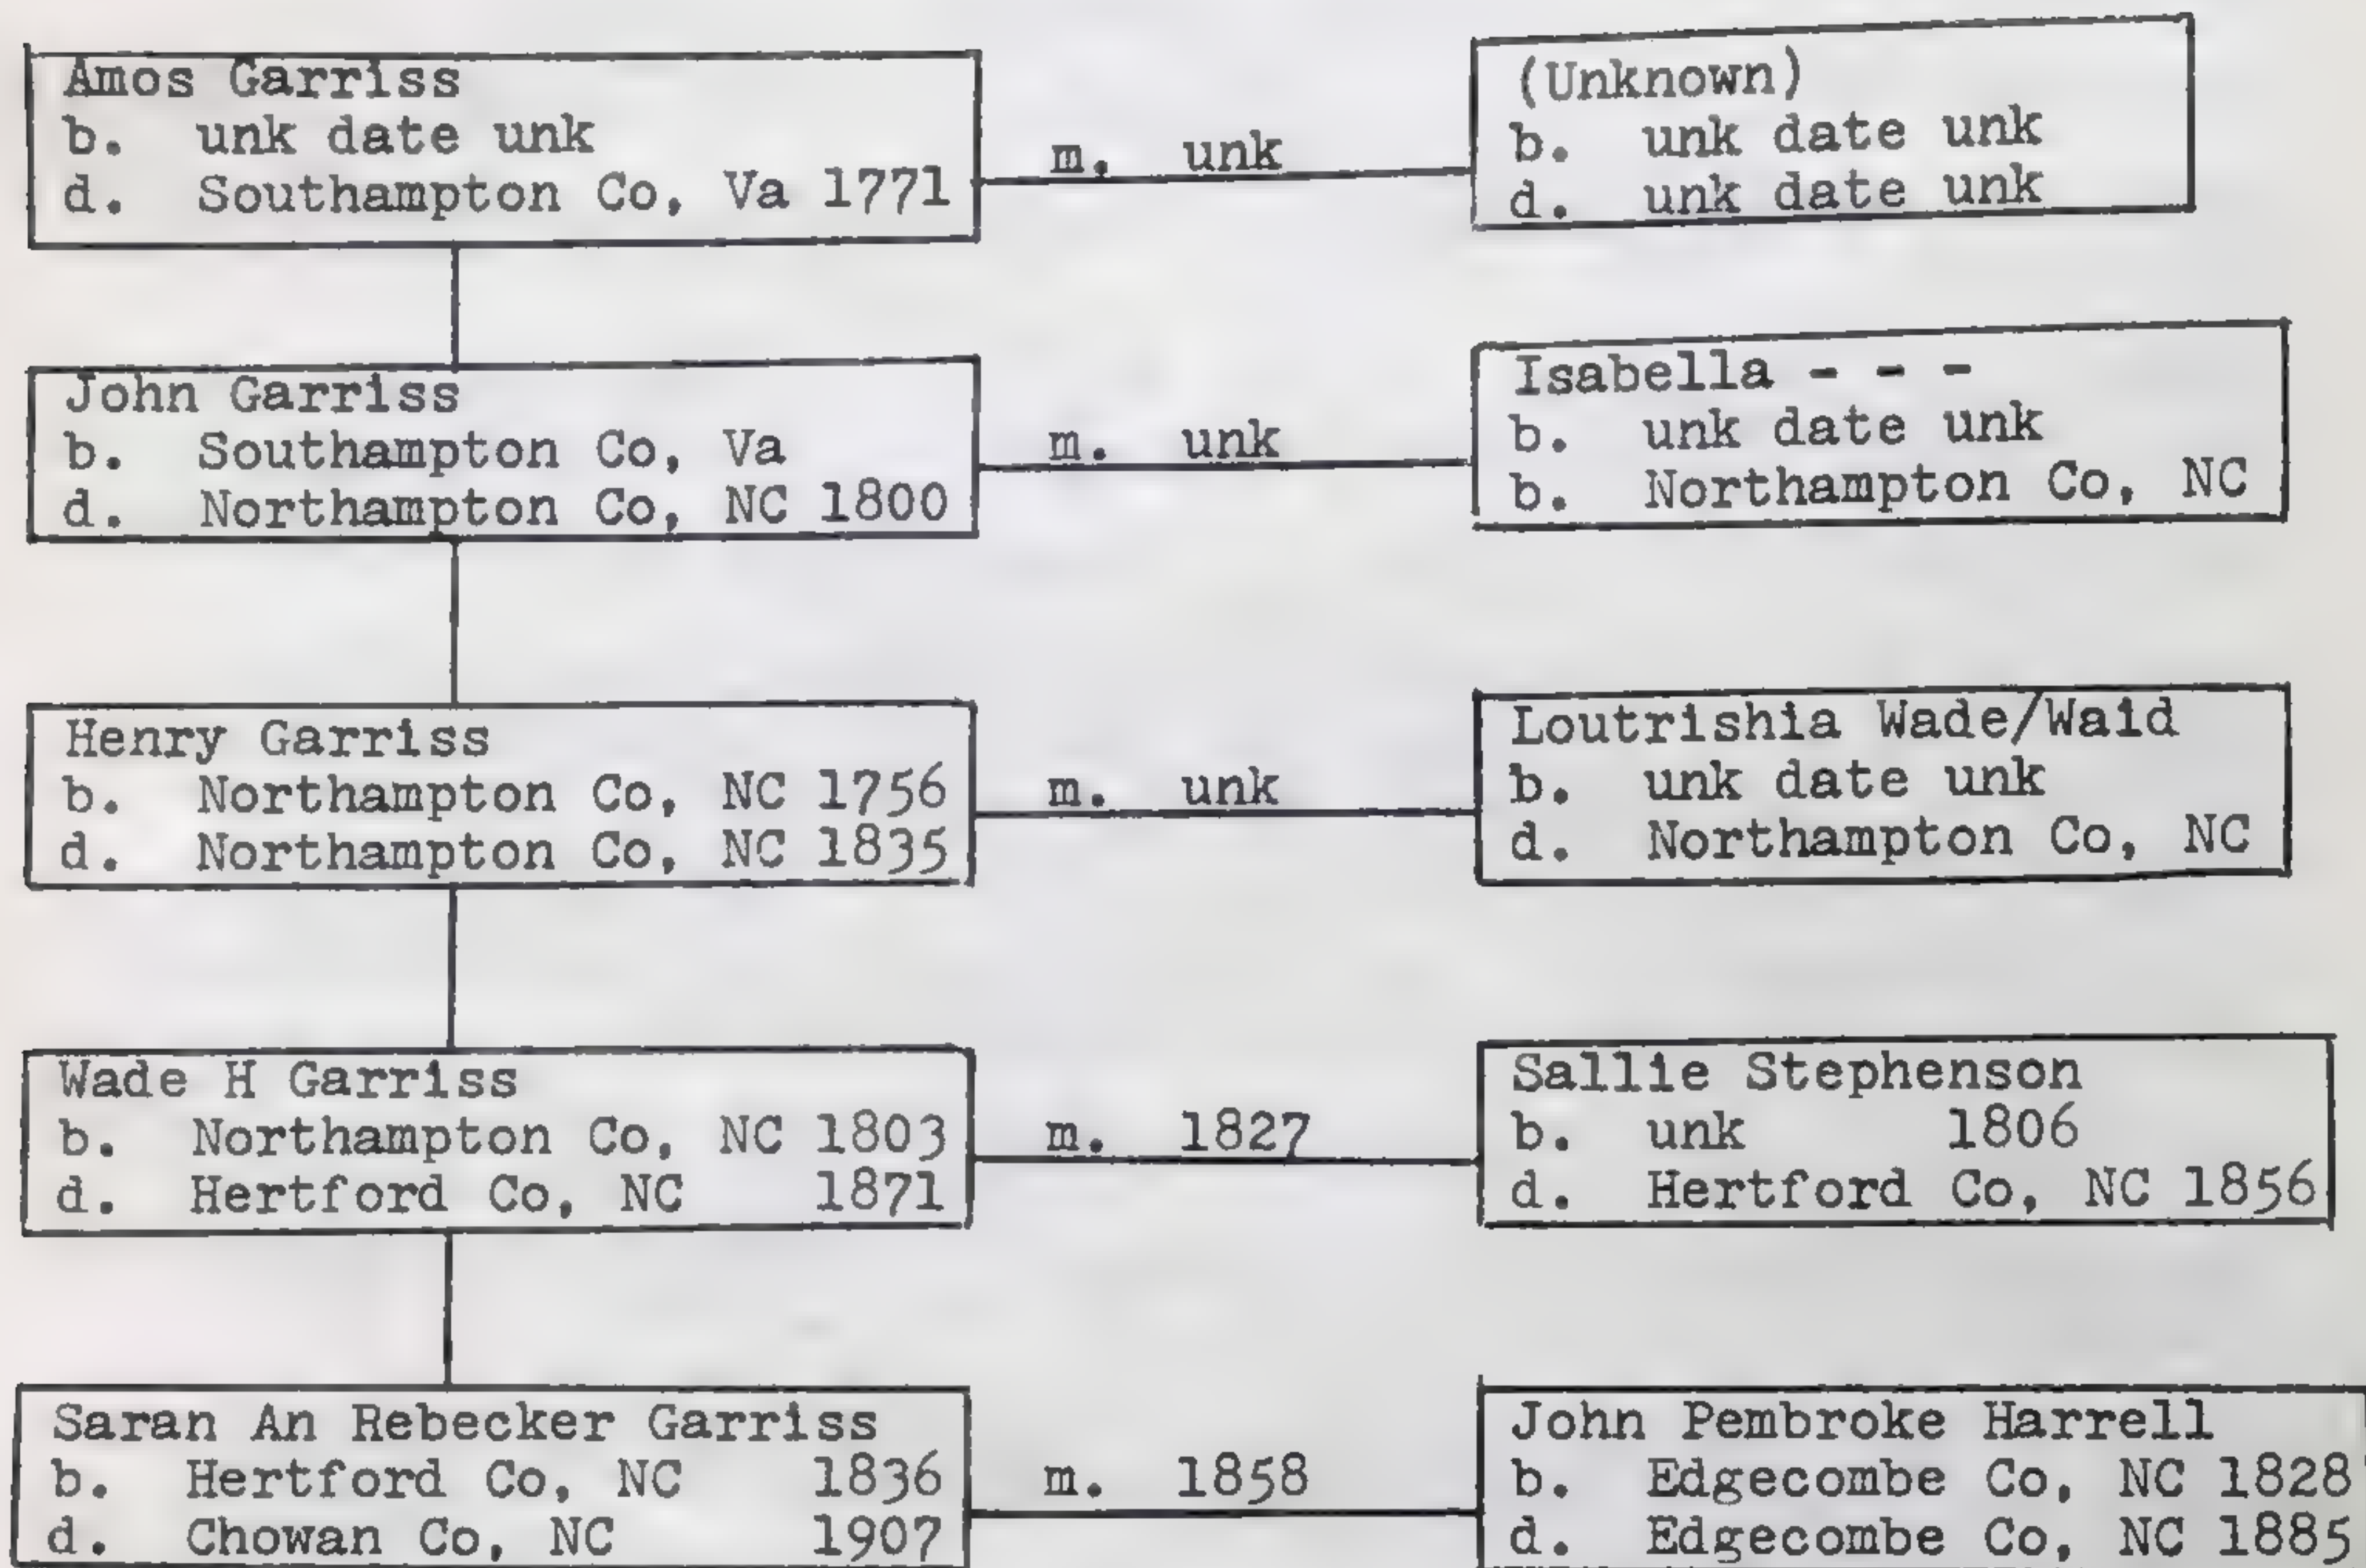 Amos Garriss
b. unk date unk
d. Southampton Co, Va 1771
m. unk
(Unknown)
b. unk date unk
d. unk date unk
John Garriss
b. Southampton Co, Va
d. Northampton Co, NC 1800
m. unk
Isabella - - -
b. unk date unk
b. Northampton Co, NC
Henry Garriss
b. Northampton Co, NC 1756
d. Northampton Co, NC 1835
m. unk
Loutrishia Wade/Waid
b. unk date unk
d. Northampton Co, NC
Wade H Garriss
b. Northampton Co, NC 1803
d. Hertford Co, NC 1871
m. 1827
Sallie Stephenson
b. unk 1806
d. Hertford Co, NC 1856
Saran An Rebecker Garriss
b. Hertford Co, NC 1836
d. Chowan Co, NC 1907
m. 1858
John Pembroke Harrell
b. Edgecombe Co, NC 1828
d. Edgecombe Co, NC 1885